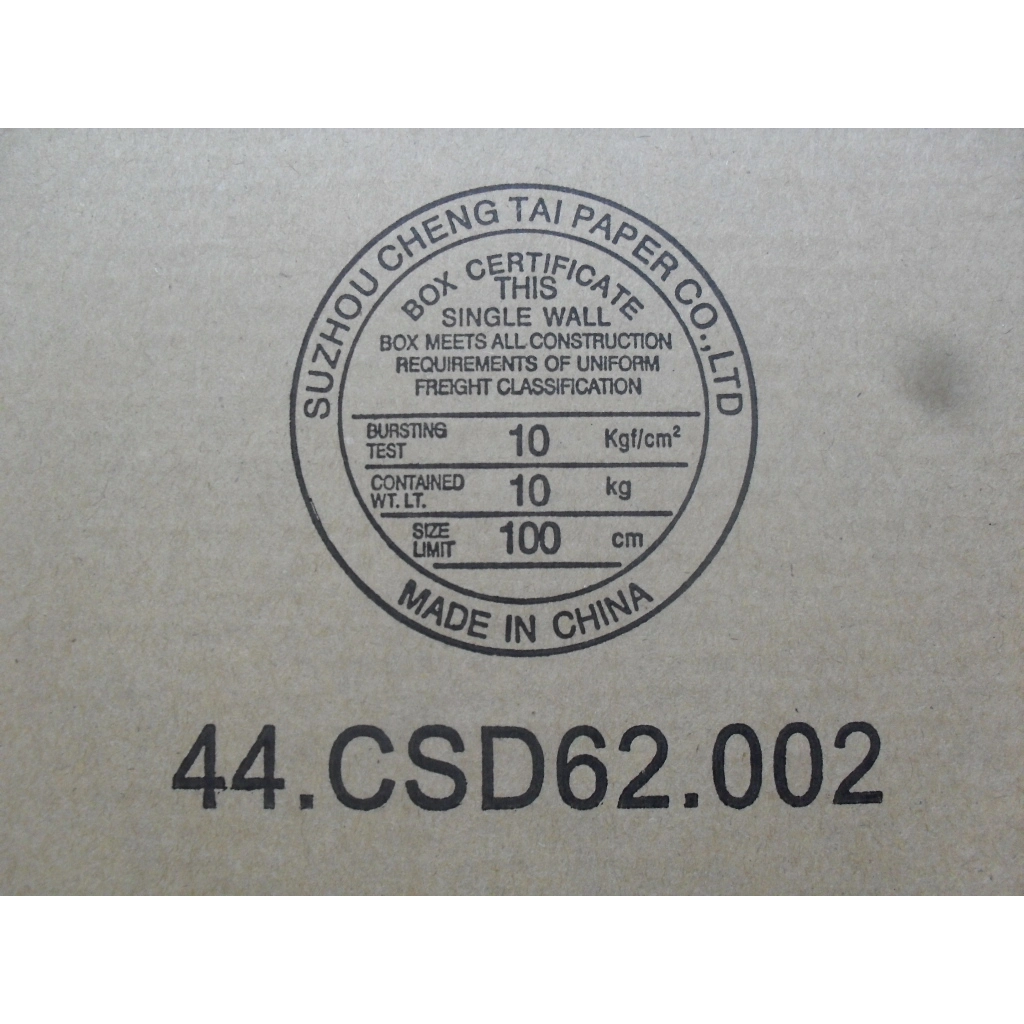 SUZHOU CHENG TAI PAPER CO.,LTD
BOX CERTIFICATE
THIS
SINGLE WALL
BOX MEETS ALL CONSTRUCTION
REQUIREMENTS OF UNIFORM
FREIGHT CLASSIFICATION
BURSTING TEST 10 Kgf/cm²
CONTAINED WT. LT. 10 kg
SIZE LIMIT 100 cm
MADE IN CHINA
44.CSD62.002